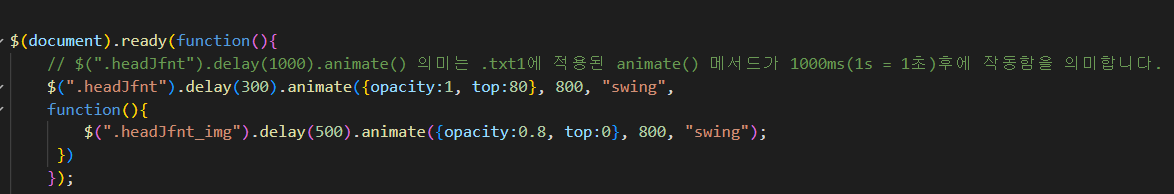 $(document).ready(function(){
// $(".headJfnt").delay(1000).animate() 의미는 .txt1에 적용된 animate() 메서드가 1000ms(1s = 1초)후에 작동함을 의미합니다.
$(".headJfnt").delay(300).animate({opacity:1, top:80}, 800, "swing",
function(){
$(".headJfnt_img").delay(500).animate({opacity:0.8, top:0}, 800, "swing");
})
});